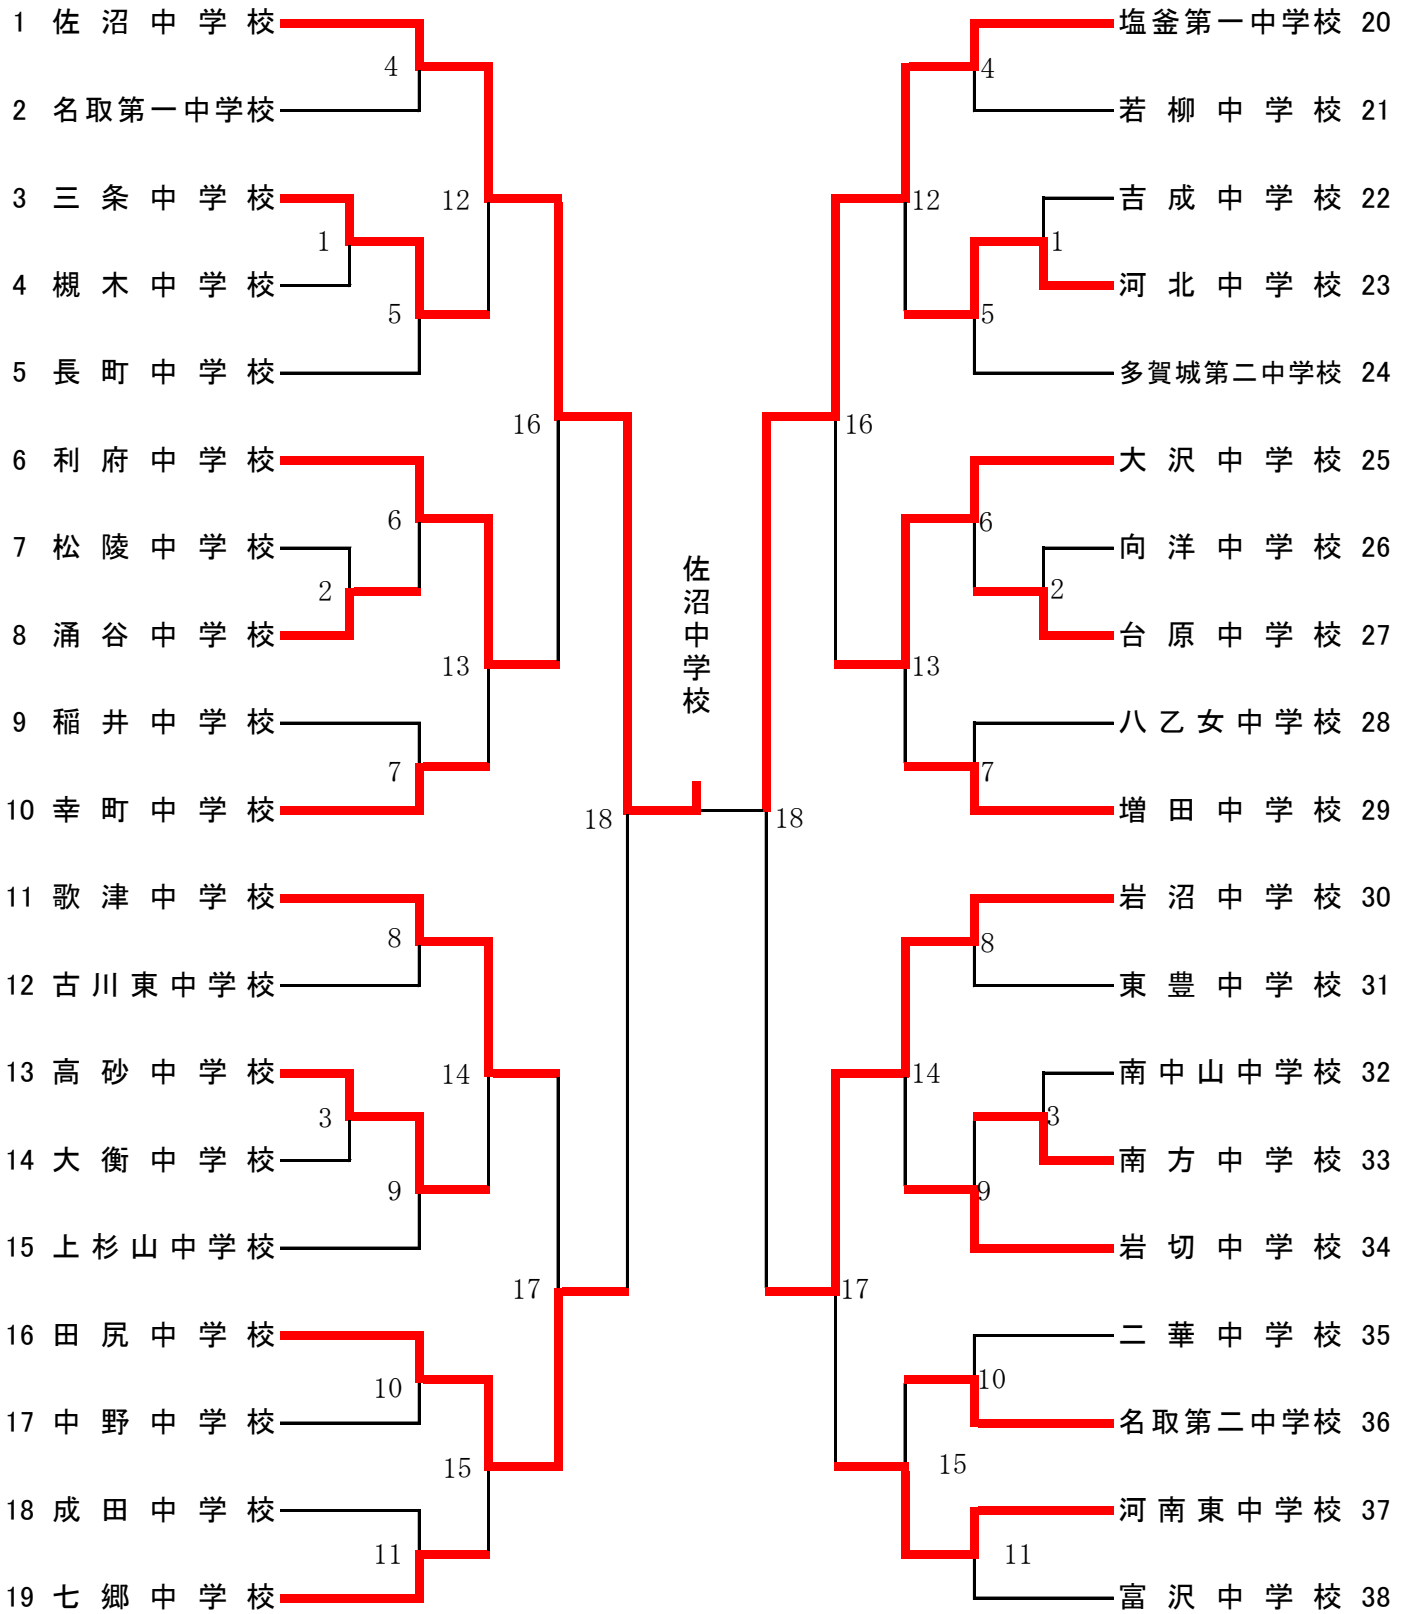 1 佐沼中学校
2 名取第一中学校
3 三条中学校
4 槻木中学校
5 長町中学校
6 利府中学校
7 松陵中学校
8 涌谷中学校
9 稲井中学校
10 幸町中学校
11 歌津中学校
12 古川東中学校
13 高砂中学校
14 大衡中学校
15 上杉山中学校
16 田尻中学校
17 中野中学校
18 成田中学校
19 七郷中学校
4
12
1
5
16
6
2
13
7
18
8
14
3
9
17
10
15
11
佐沼中学校
4
12
1
5
16
6
2
13
7
18
8
14
3
9
17
10
15
11
塩釜第一中学校 20
若柳中学校 21
吉成中学校 22
河北中学校 23
多賀城第二中学校 24
大沢中学校 25
向洋中学校 26
台原中学校 27
八乙女中学校 28
増田中学校 29
岩沼中学校 30
東豊中学校 31
南中山中学校 32
南方中学校 33
岩切中学校 34
二華中学校 35
名取第二中学校 36
河南東中学校 37
富沢中学校 38